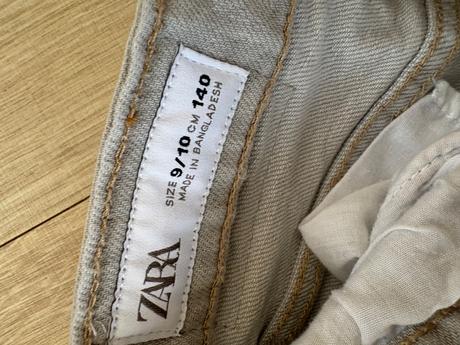 ZARA
SIZE 9/10 CM 140
MADE IN BANGLADESH